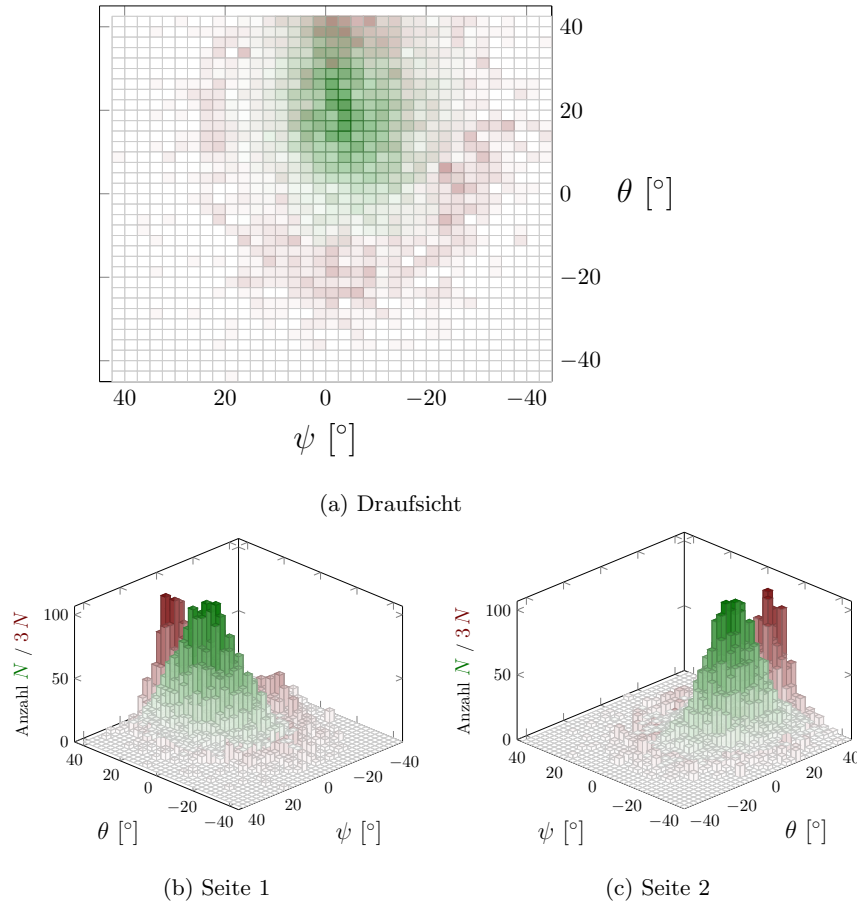 40
20
0
−20
−40
θ [°]
40 20 0 −20 −40
ψ [°]
(a) Draufsicht
Anzahl N / 3 N
100
50
0
40 20 0 −20 −40
θ [°]
40 20 0 −20 −40
ψ [°]
(b) Seite 1
Anzahl N / 3 N
100
50
0
40 20 0 −20 −40
ψ [°]
−40 −20 0 20 40
θ [°]
(c) Seite 2